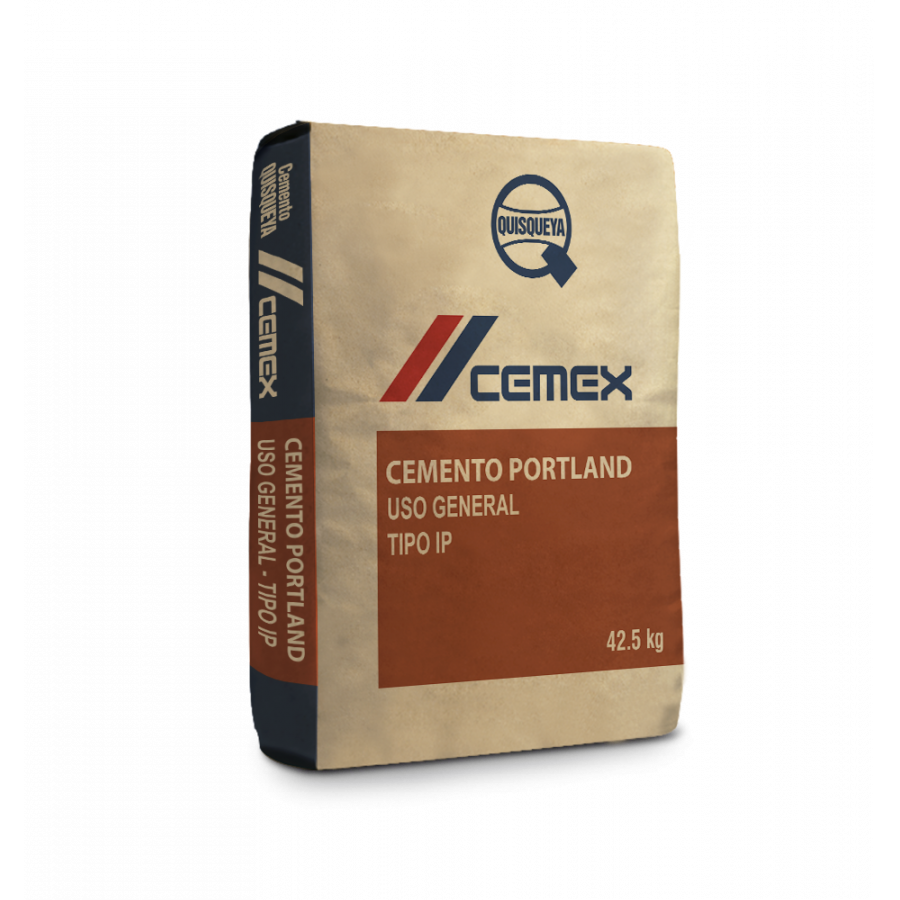 QUISQUEYA
CEMEX
CEMENTO PORTLAND
USO GENERAL
TIPO IP
42.5 kg
Cemento
QUISQUEYA
CEMEX
CEMENTO PORTLAND
USO GENERAL - TIPO IP